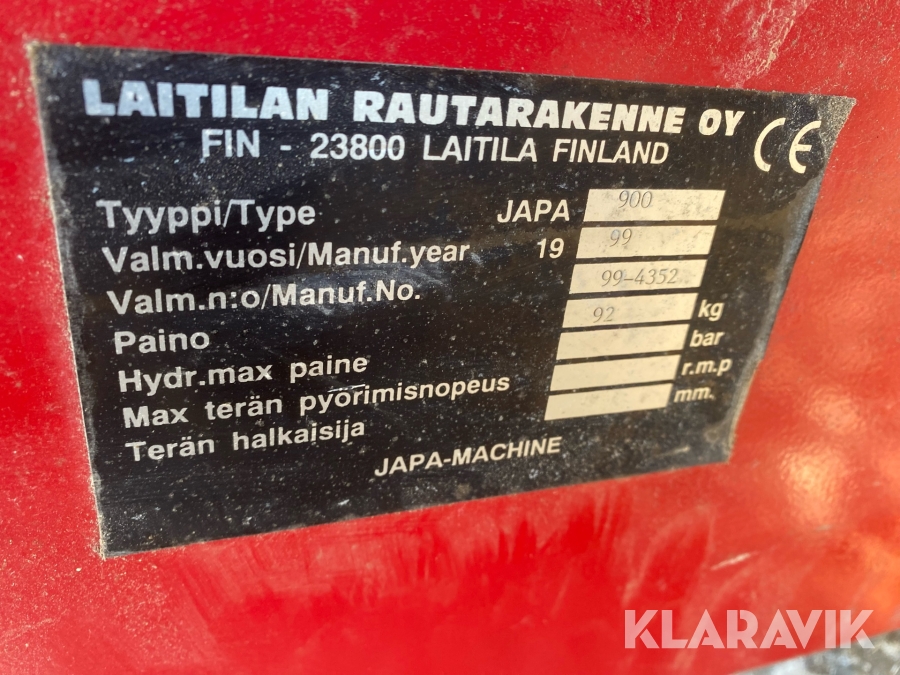 LAITILAN RAUTARAKENNE OY
FIN - 23800 LAITILA FINLAND
CE
Tyyppi/Type JAPA 900
Valm.vuosi/Manuf.year 19 99
Valm.n:o/Manuf.No. 99-4352
Paino 92 kg
Hydr.max paine bar
Max terän pyörimisnopeus r.m.p
Terän halkaisija mm.
JAPA-MACHINE
KLARAVIK